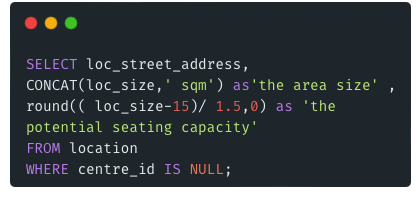 SELECT loc_street_address,
CONCAT(loc_size,' sqm') as'the area size' ,
round(( loc_size-15)/ 1.5,0) as 'the
potential seating capacity'
FROM location
WHERE centre_id IS NULL;